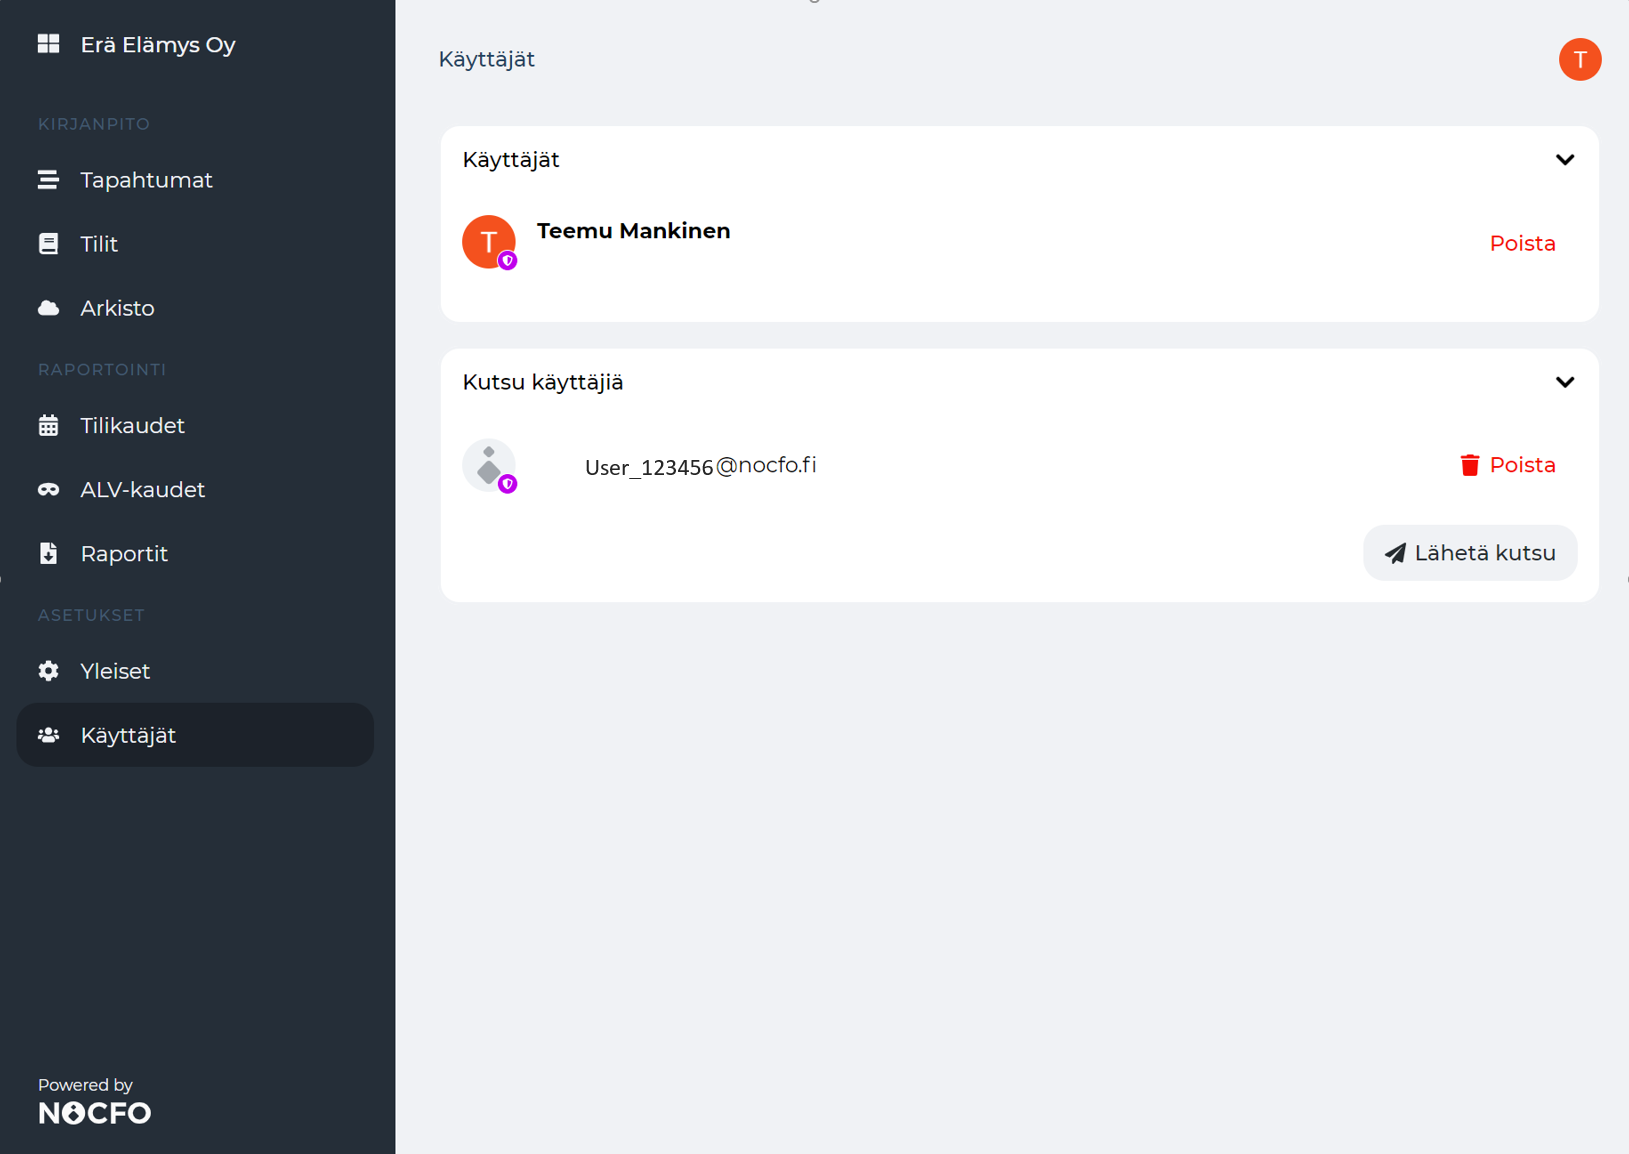 Erä Elämys Oy
KIRJANPITO
Tapahtumat
Tilit
Arkisto
RAPORTOINTI
Tilikaudet
ALV-kaudet
Raportit
ASETUKSET
Yleiset
Käyttäjät
Powered by
NOCFO
Käyttäjät
T
Käyttäjät
T
Teemu Mankinen
Poista
Kutsu käyttäjiä
User_123456@nocfo.fi
Poista
Lähetä kutsu